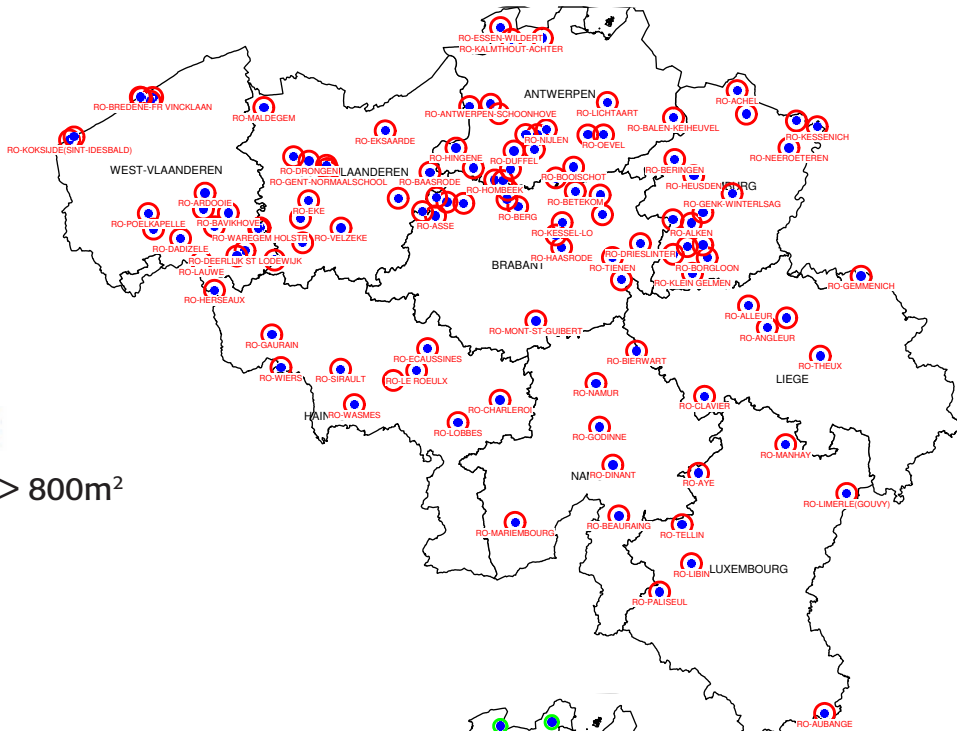 RO-ESSEN-WILDERT
RO-KALMTHOUT-ACHTER
ANTWERPEN
RO-ACHEL
RO-BREDENE-FR VINCKLAAN
RO-MALDEGEM
RO-ANTWERPEN-SCHOONHOVE
RO-LICHTAART
RO-BALEN-KEIHEUVEL
RO-KESSENICH
RO-EKSAARDE
RO-NIJLEN
RO-OEVEL
RO-KOKSIJDE(SINT-IDESBALD)
RO-HINGENE
RO-DUFFEL
RO-NEEROETEREN
WEST-VLAANDEREN
RO-DRONGEN
VLAANDEREN
RO-GENT-NORMAALSCHOOL
RO-BAASRODE
RO-BOOISCHOT
RO-BERINGEN
RO-HEUSDEN
RO-HOMBEEK
RO-ARDOOIE
RO-BETEKOM
RO-GENK-WINTERLSAG
RO-EKE
RO-BERG
RO-POELKAPELLE
RO-BAVIKHOVE
RO-ASSE
RO-KESSEL-LO
RO-ALKEN
RO-DADIZELE
RO-WAREGEM HOLSTR
RO-VELZEKE
RO-HAASRODE
RO-DRIESLINTER
RO-DEERLIJK ST LODEWIJK
BRABANT
RO-TIENEN
RO-BORGLOON
RO-LAUWE
RO-KLEIN GELMEN
RO-GEMMENICH
RO-HERSEAUX
RO-ALLEUR
RO-MONT-ST-GUIBERT
RO-ANGLEUR
RO-GAURAIN
RO-ECAUSSINES
RO-BIERWART
RO-THEUX
RO-WIERS
RO-SIRAULT
RO-LE ROEULX
LIEGE
RO-NAMUR
RO-CLAVIER
RO-WASMES
RO-CHARLEROI
RO-LOBBES
RO-GODINNE
RO-MANHAY
RO-DINANT
RO-AYE
> 800m²
RO-LIMERLE(GOUVY)
RO-MARIEMBOURG
RO-BEAURAING
RO-TELLIN
RO-LIBIN
LUXEMBOURG
RO-PALISEUL
RO-AUBANGE